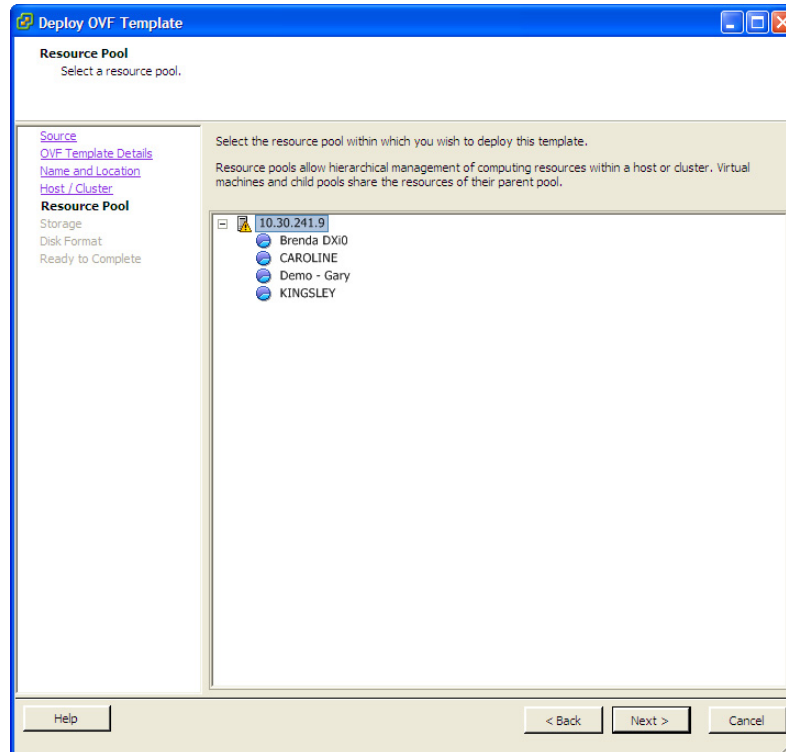 Deploy OVF Template
Resource Pool
Select a resource pool.
Source
OVF Template Details
Name and Location
Host / Cluster
Resource Pool
Storage
Disk Format
Ready to Complete
Select the resource pool within which you wish to deploy this template.
Resource pools allow hierarchical management of computing resources within a host or cluster. Virtual
machines and child pools share the resources of their parent pool.
10.30.241.9
Brenda DXi0
CAROLINE
Demo - Gary
KINGSLEY
Help
< Back
Next >
Cancel